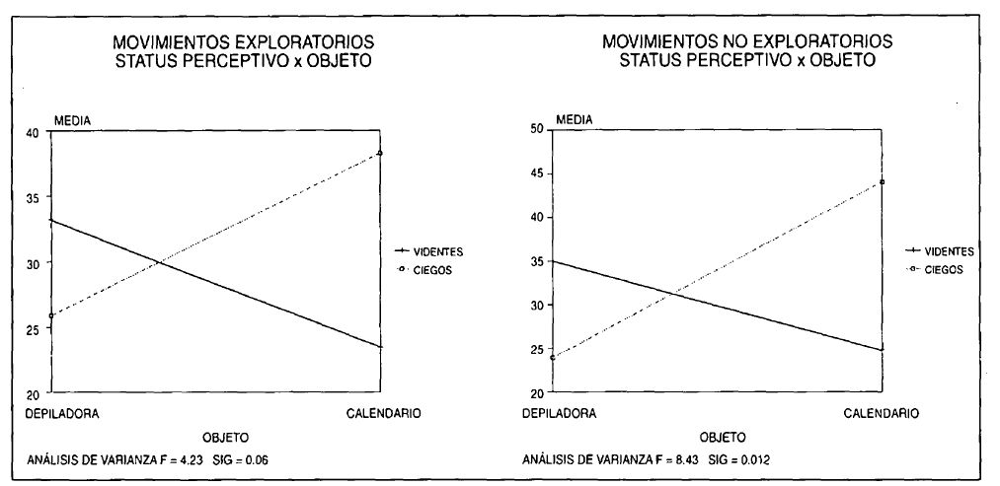 MOVIMIENTOS EXPLORATORIOS
STATUS PERCEPTIVO x OBJETO
MEDIA
40
35
30
25
20
DEPILADORA
CALENDARIO
OBJETO
VIDENTES
CIEGOS
ANÁLISIS DE VARIANZA F = 4.23 SIG = 0.06
MOVIMIENTOS NO EXPLORATORIOS
STATUS PERCEPTIVO x OBJETO
MEDIA
50
45
40
35
30
25
20
DEPILADORA
CALENDARIO
OBJETO
VIDENTES
CIEGOS
ANÁLISIS DE VARIANZA F = 8.43 SIG = 0.012